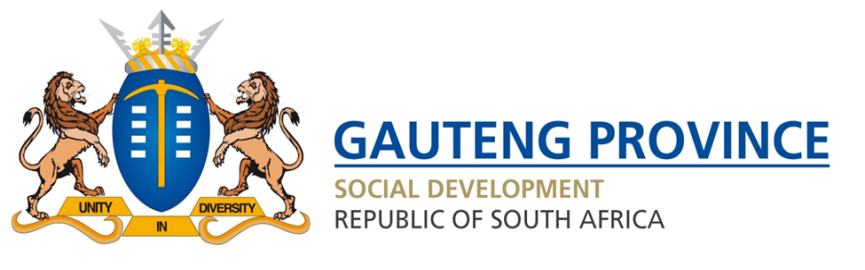 GAUTENG PROVINCE
SOCIAL DEVELOPMENT
REPUBLIC OF SOUTH AFRICA
UNITY IN DIVERSITY